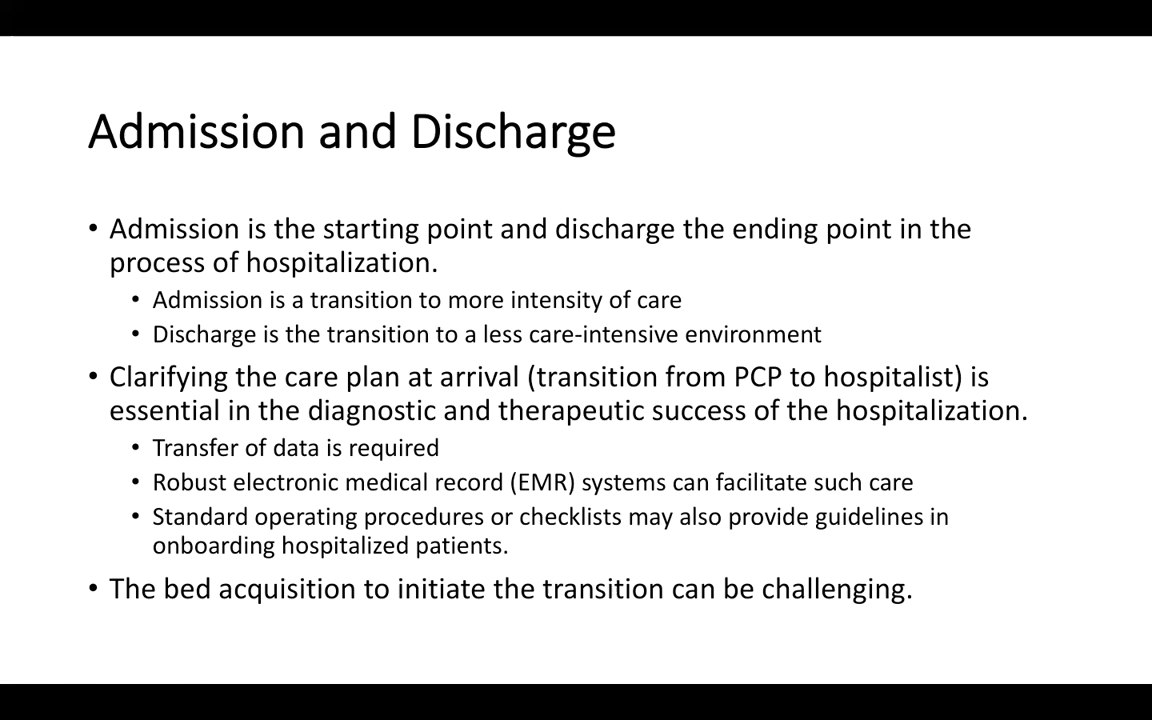 Admission and Discharge
• Admission is the starting point and discharge the ending point in the
process of hospitalization.
• Admission is a transition to more intensity of care
• Discharge is the transition to a less care-intensive environment
• Clarifying the care plan at arrival (transition from PCP to hospitalist) is
essential in the diagnostic and therapeutic success of the hospitalization.
• Transfer of data is required
• Robust electronic medical record (EMR) systems can facilitate such care
• Standard operating procedures or checklists may also provide guidelines in
onboarding hospitalized patients.
• The bed acquisition to initiate the transition can be challenging.